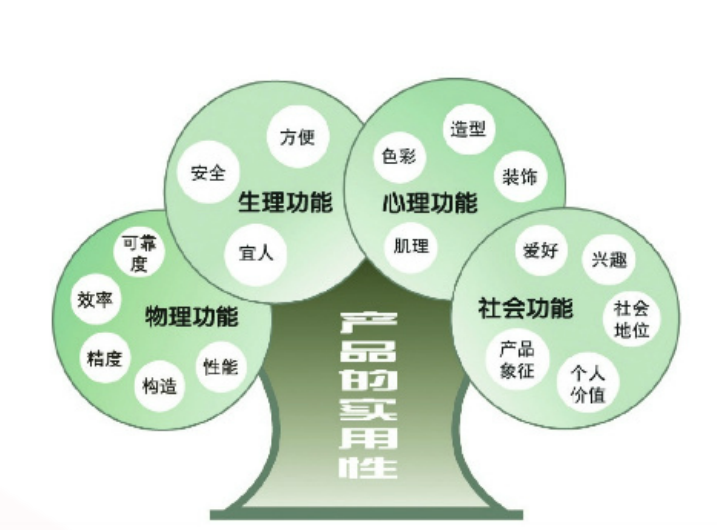 方便
安全
生理功能
宜人
造型
色彩
装饰
心理功能
肌理
可靠
度
效率
物理功能
精度
构造
性能
爱好
兴趣
社会功能
社会
地位
产品
象征
个人
价值
产品的实用性